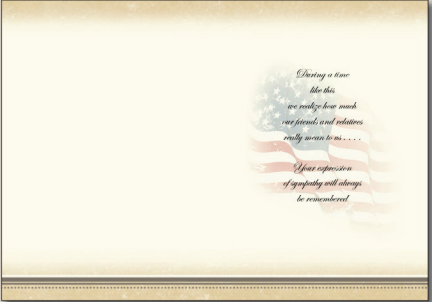 During a time
like this
we realize how much
our friends and relatives
really mean to us . . . .
Your expression
of sympathy will always
be remembered